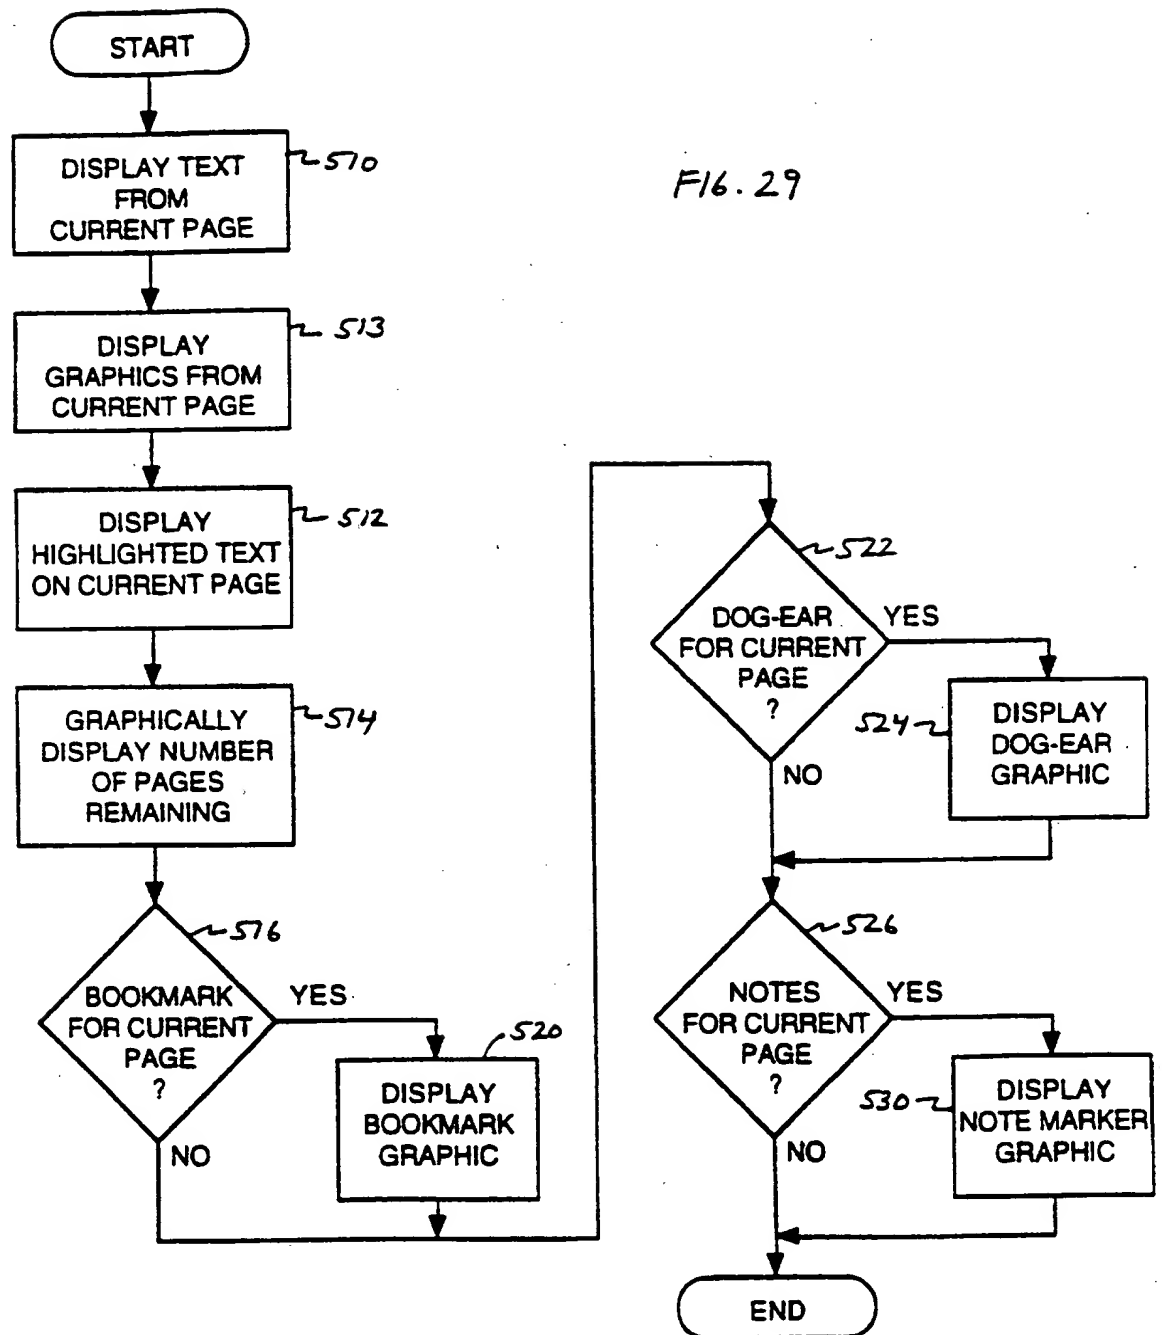 START
DISPLAY TEXT
FROM
CURRENT PAGE
510
FIG. 29
DISPLAY
GRAPHICS FROM
CURRENT PAGE
513
DISPLAY
HIGHLIGHTED TEXT
ON CURRENT PAGE
512
GRAPHICALLY
DISPLAY NUMBER
OF PAGES
REMAINING
514
BOOKMARK
FOR CURRENT
PAGE
?
516
YES
NO
520
DISPLAY
BOOKMARK
GRAPHIC
522
DOG-EAR
FOR CURRENT
PAGE
?
YES
NO
524
DISPLAY
DOG-EAR
GRAPHIC
526
NOTES
FOR CURRENT
PAGE
?
YES
NO
530
DISPLAY
NOTE MARKER
GRAPHIC
END